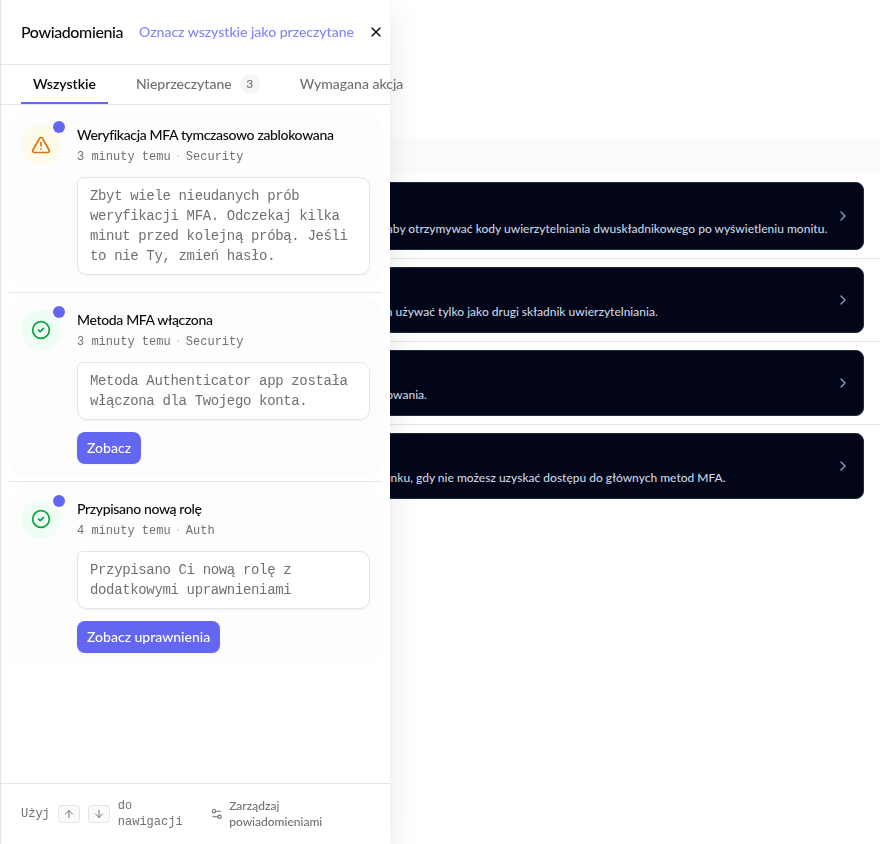 Powiadomienia
Oznacz wszystkie jako przeczytane
Wszystkie
Nieprzeczytane 3
Wymagana akcja
Weryfikacja MFA tymczasowo zablokowana
3 minuty temu · Security
Zbyt wiele nieudanych prób
weryfikacji MFA. Odczekaj kilka
minut przed kolejną próbą. Jeśli
to nie Ty, zmień hasło.
Metoda MFA włączona
3 minuty temu · Security
Metoda Authenticator app została
włączona dla Twojego konta.
Zobacz
Przypisano nową rolę
4 minuty temu · Auth
Przypisano Ci nową rolę z
dodatkowymi uprawnieniami
Zobacz uprawnienia
Użyj ↑ ↓ do
nawigacji
Zarządzaj
powiadomieniami
aby otrzymywać kody uwierzytelniania dwuskładnikowego po wyświetleniu monitu.
używać tylko jako drugi składnik uwierzytelniania.
owania.
nku, gdy nie możesz uzyskać dostępu do głównych metod MFA.